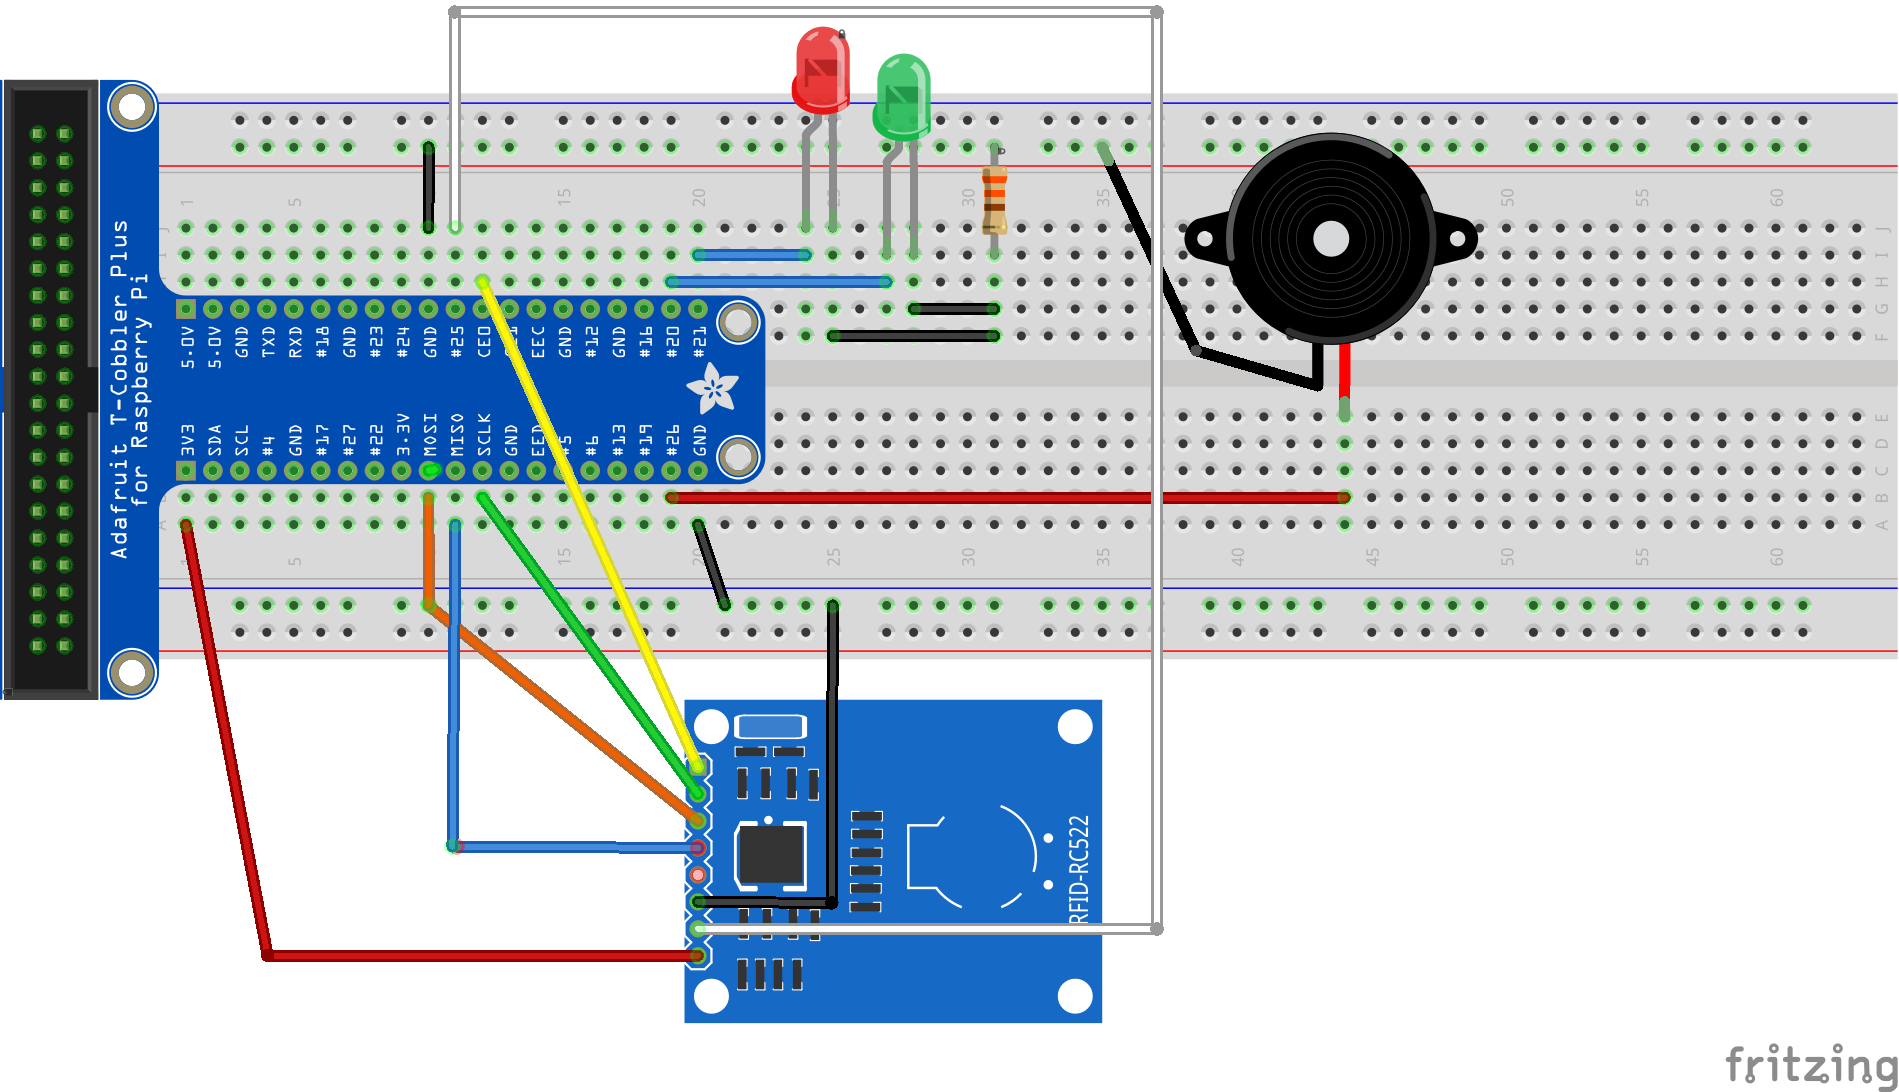 Adafruit T-Cobbler Plus
for Raspberry Pi
1 5 15 20 25 30 35 50 55 60
J
I
H
G
F
5.0V 5.0V GND TXD RXD #18 GND #23 #24 GND #25 CE0 EEC GND #12 GND #16 #20 #21
3V3 SDA SCL #4 GND #17 #27 #22 3.3V MOSI MISO SCLK GND #5 #6 #13 #19 #26 GND
E
D
C
B
A
5 15 20 25 30 35 40 45 50 55 60
RFID-RC522
fritzing